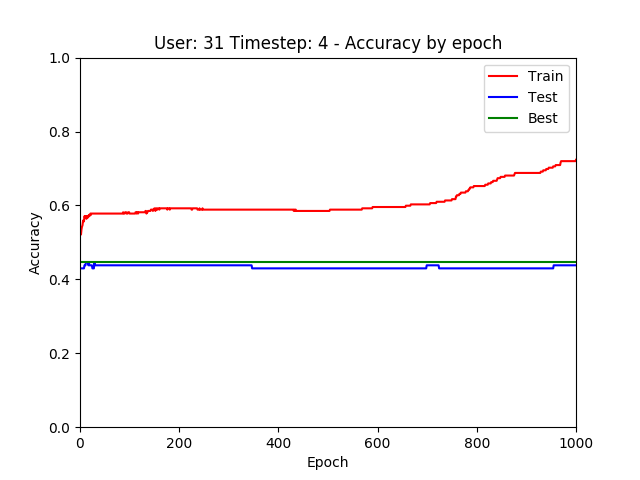 User: 31 Timestep: 4 - Accuracy by epoch
1.0
0.8
0.6
0.4
0.2
0.0
Accuracy
Train
Test
Best
0 200 400 600 800 1000
Epoch